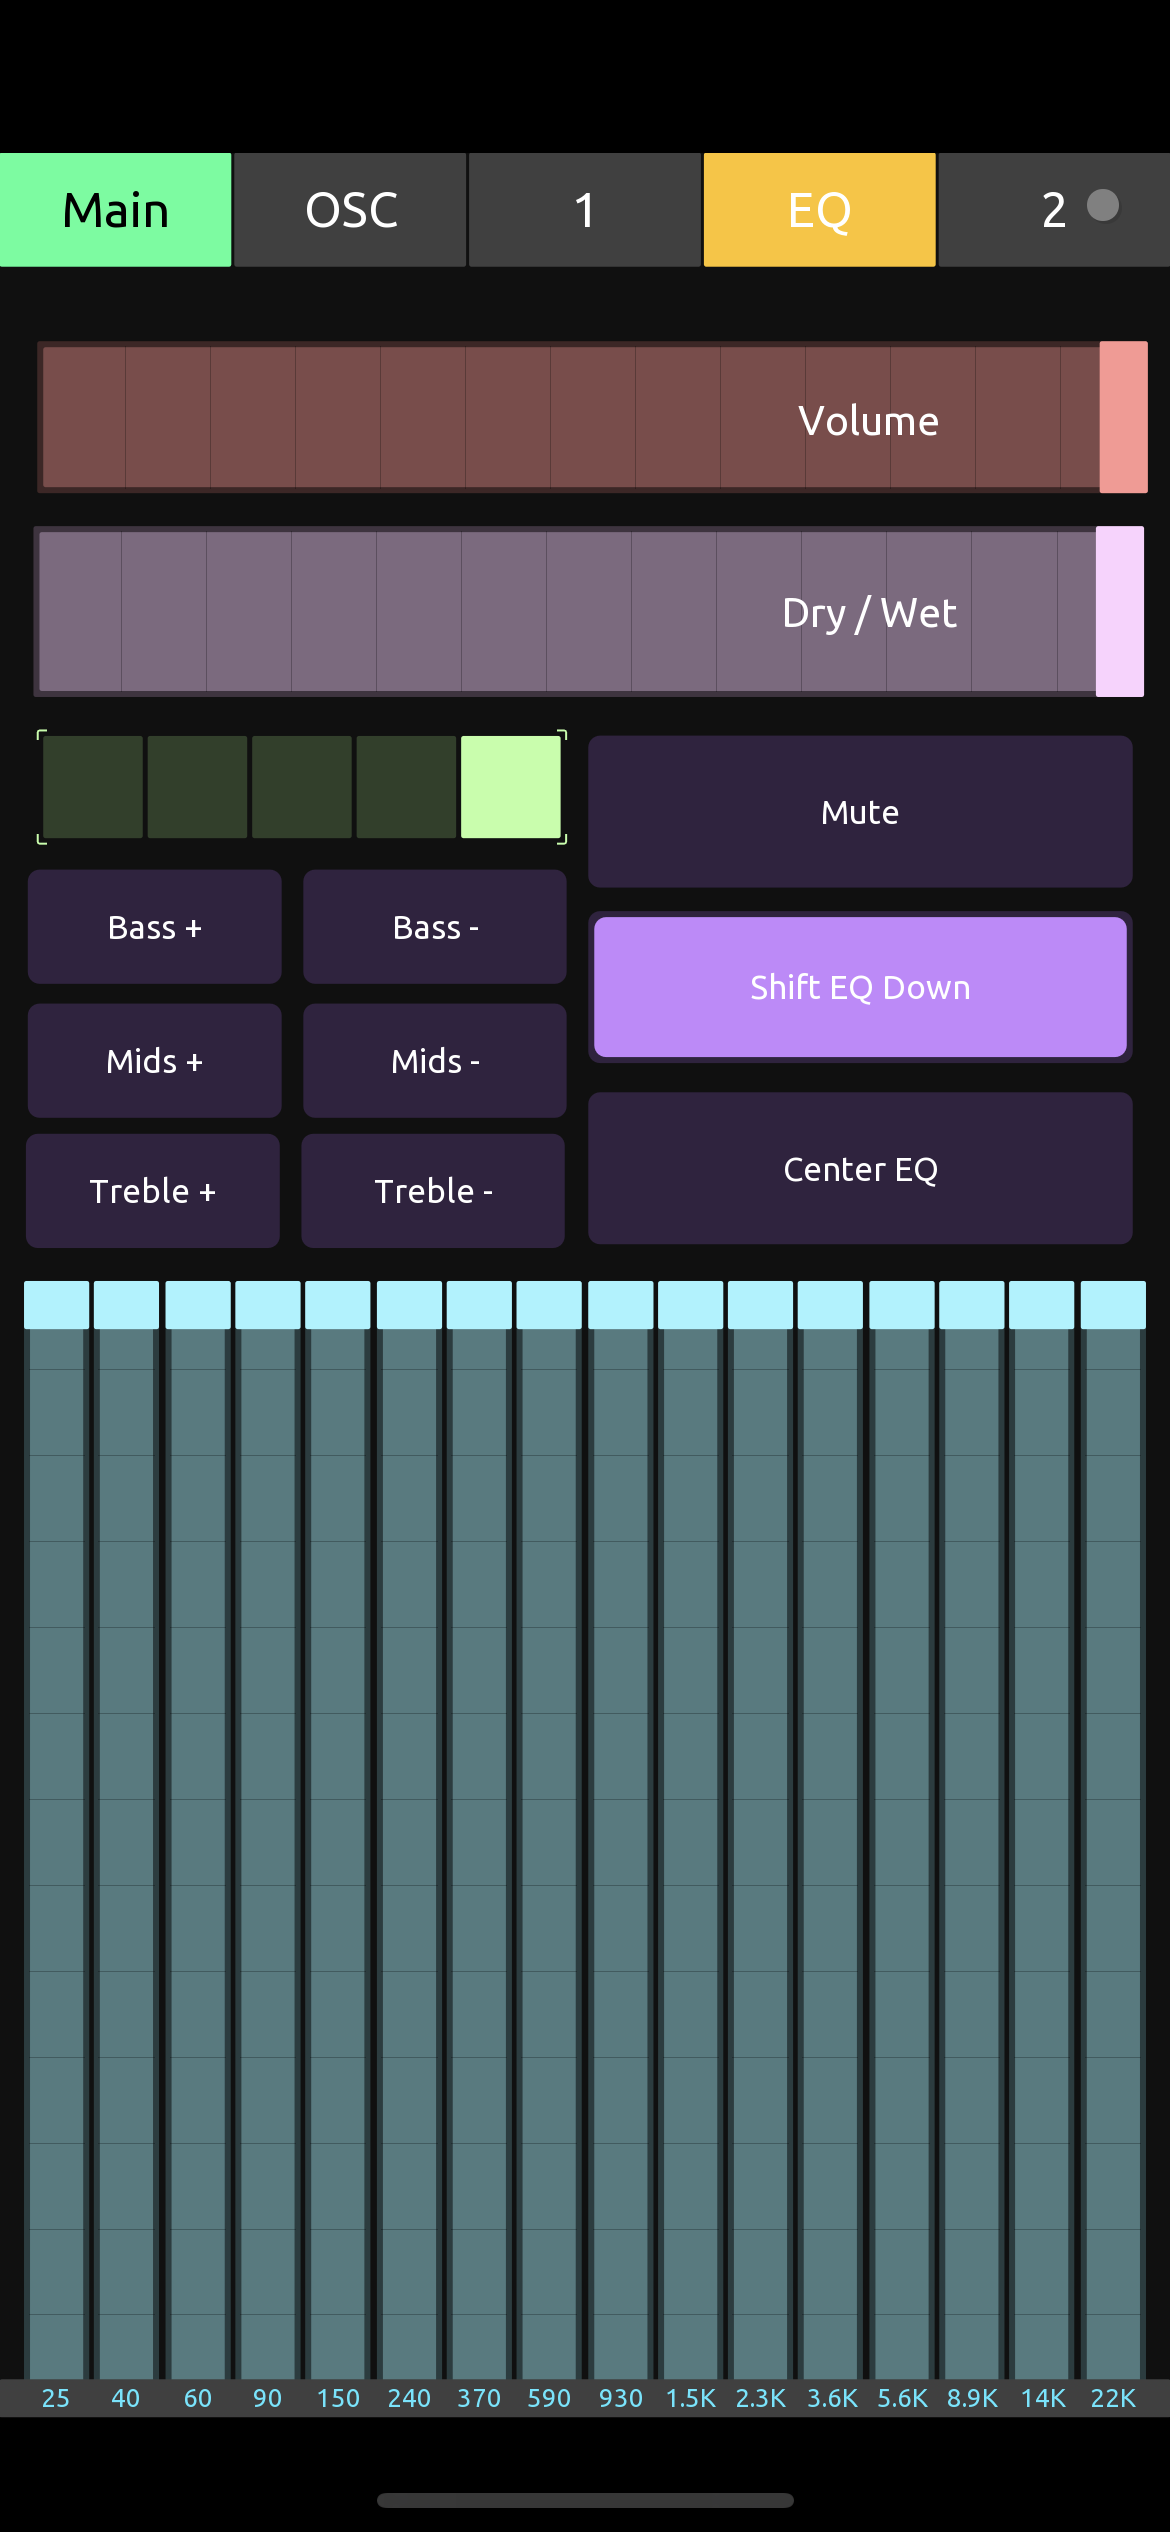 Main OSC 1 EQ 2
Volume
Dry / Wet
Mute
Bass + Bass -
Shift EQ Down
Mids + Mids -
Center EQ
Treble + Treble -
25 40 60 90 150 240 370 590 930 1.5K 2.3K 3.6K 5.6K 8.9K 14K 22K